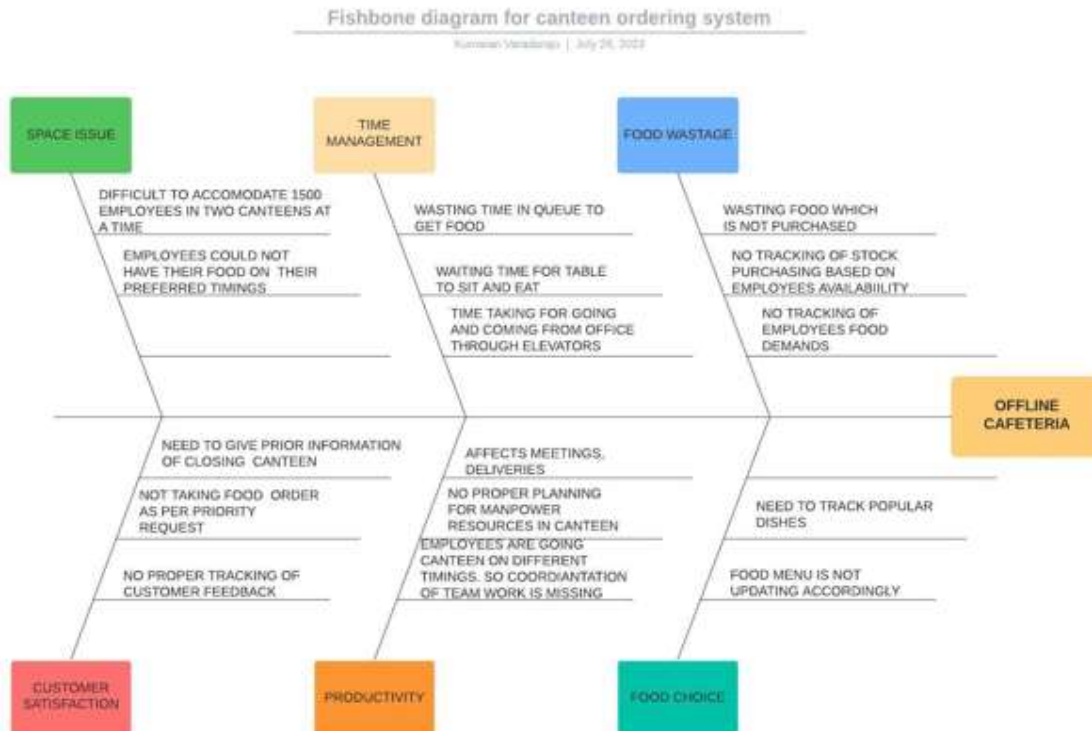 Fishbone diagram for canteen ordering system
| July 26, 2023
SPACE ISSUE
DIFFICULT TO ACCOMODATE 1500
EMPLOYEES IN TWO CANTEENS AT
A TIME
EMPLOYEES COULD NOT
HAVE THEIR FOOD ON THEIR
PREFERRED TIMINGS
TIME
MANAGEMENT
WASTING TIME IN QUEUE TO
GET FOOD
WAITING TIME FOR TABLE
TO SIT AND EAT
TIME TAKING FOR GOING
AND COMING FROM OFFICE
THROUGH ELEVATORS
FOOD WASTAGE
WASTING FOOD WHICH
IS NOT PURCHASED
NO TRACKING OF STOCK
PURCHASING BASED ON
EMPLOYEES AVAILABIILITY
NO TRACKING OF
EMPLOYEES FOOD
DEMANDS
OFFLINE
CAFETERIA
NEED TO GIVE PRIOR INFORMATION
OF CLOSING CANTEEN
NOT TAKING FOOD ORDER
AS PER PRIORITY
REQUEST
NO PROPER TRACKING OF
CUSTOMER FEEDBACK
CUSTOMER
SATISFACTION
AFFECTS MEETINGS,
DELIVERIES
NO PROPER PLANNING
FOR MANPOWER
RESOURCES IN CANTEEN
EMPLOYEES ARE GOING
CANTEEN ON DIFFERENT
TIMINGS. SO COORDIANTATION
OF TEAM WORK IS MISSING
PRODUCTIVITY
NEED TO TRACK POPULAR
DISHES
FOOD MENU IS NOT
UPDATING ACCORDINGLY
FOOD CHOICE